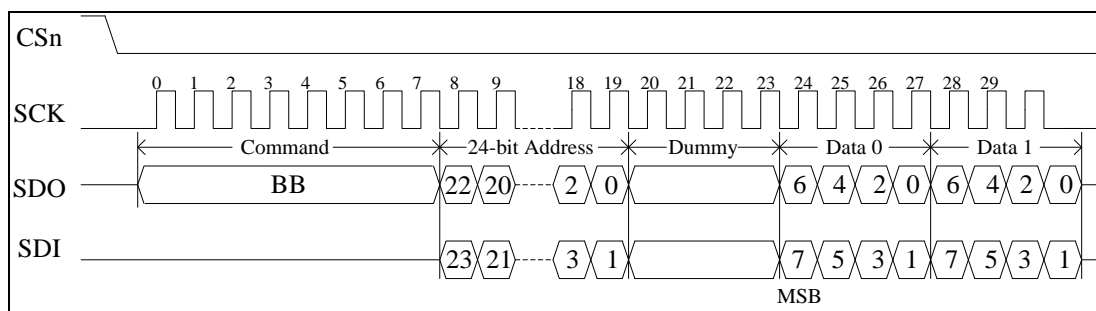 CSn
0 1 2 3 4 5 6 7 8 9 18 19 20 21 22 23 24 25 26 27 28 29
SCK
Command 24-bit Address Dummy Data 0 Data 1
SDO BB 22 20 2 0 6 4 2 0 6 4 2 0
SDI 23 21 3 1 7 5 3 1 7 5 3 1
MSB